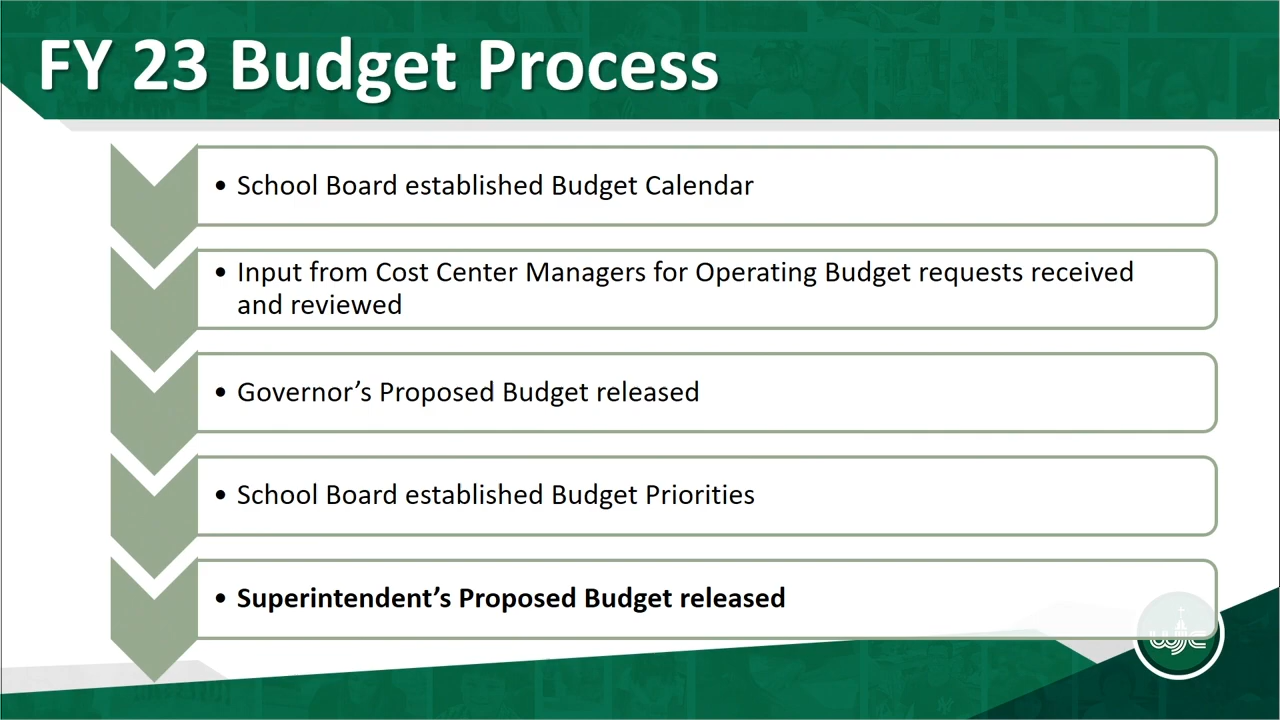 FY 23 Budget Process
• School Board established Budget Calendar
• Input from Cost Center Managers for Operating Budget requests received
and reviewed
• Governor’s Proposed Budget released
• School Board established Budget Priorities
• Superintendent’s Proposed Budget released
WJCC